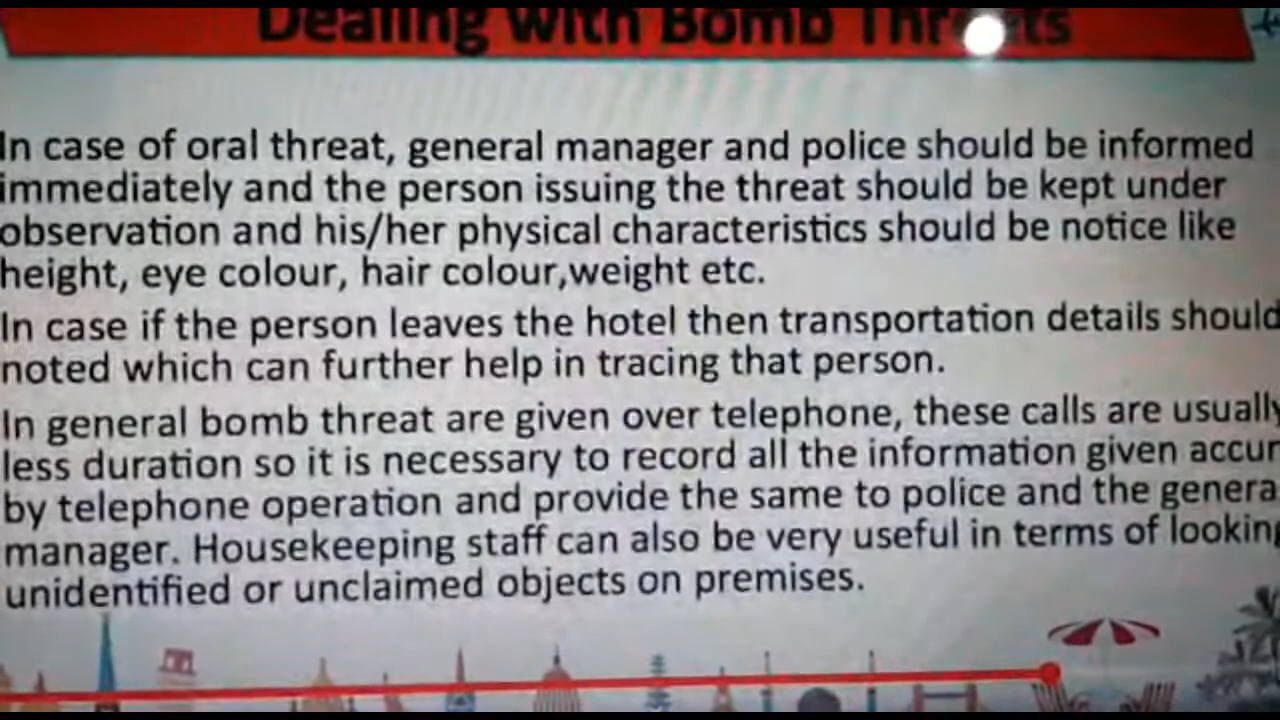 Dealing with Bomb Threats
In case of oral threat, general manager and police should be informed
immediately and the person issuing the threat should be kept under
observation and his/her physical characteristics should be notice like
height, eye colour, hair colour,weight etc.
In case if the person leaves the hotel then transportation details should
noted which can further help in tracing that person.
In general bomb threat are given over telephone, these calls are usually
less duration so it is necessary to record all the information given accur
by telephone operation and provide the same to police and the genera
manager. Housekeeping staff can also be very useful in terms of looking
unidentified or unclaimed objects on premises.